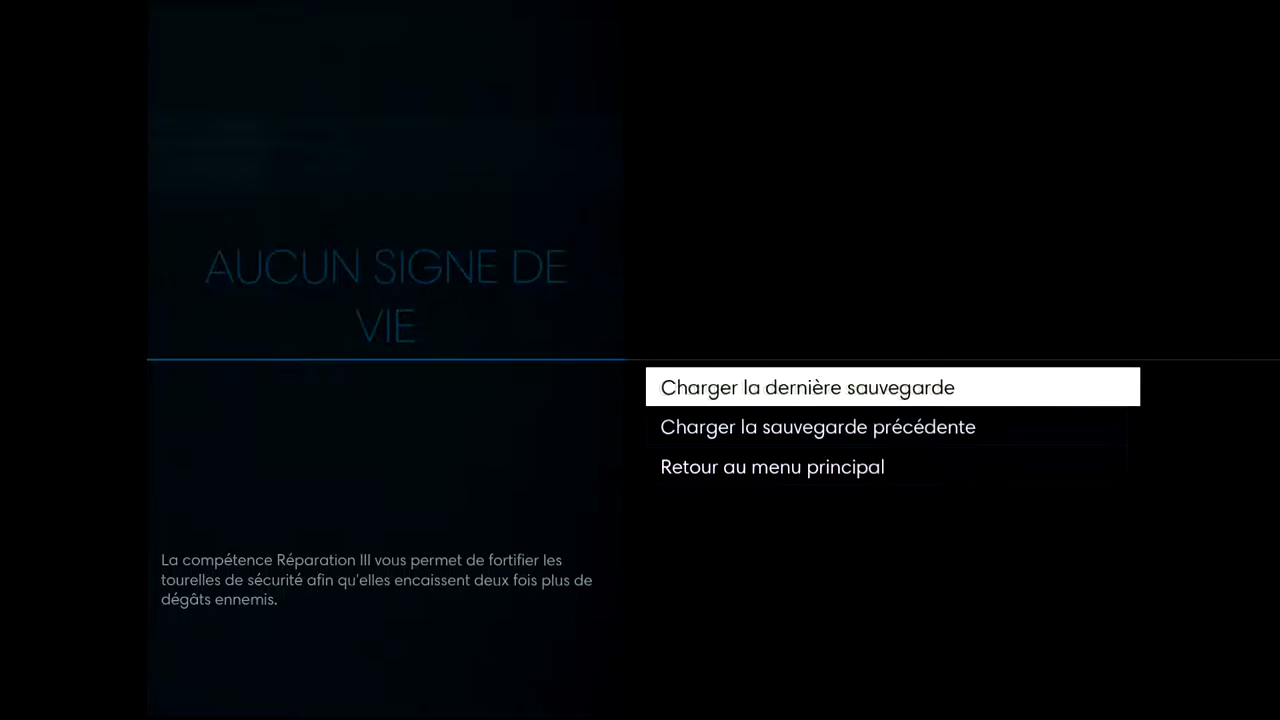 AUCUN SIGNE DE
VIE
Charger la dernière sauvegarde
Charger la sauvegarde précédente
Retour au menu principal
La compétence Réparation III vous permet de fortifier les
tourelles de sécurité afin qu'elles encaissent deux fois plus de
dégâts ennemis.